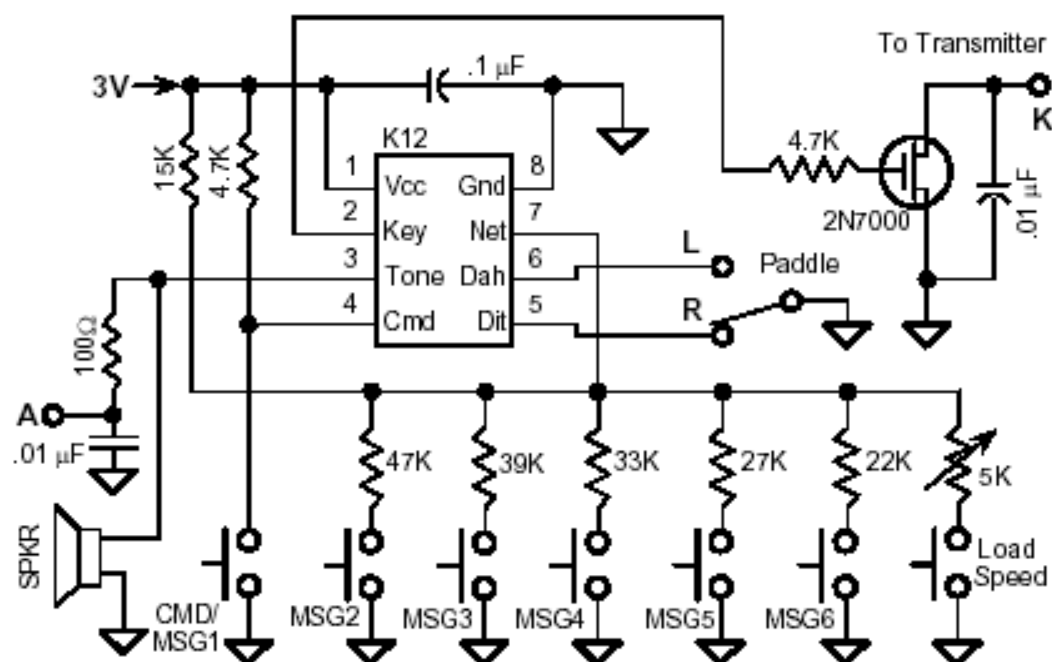 To Transmitter
3V
.1 µF
K
K12
15K
4.7K
4.7K
1
Vcc
Gnd
8
.01 µF
2
Key
Net
7
2N7000
3
Tone
Dah
6
L
Paddle
4
Cmd
Dit
5
R
100Ω
A
.01 µF
47K
39K
33K
27K
22K
5K
SPKR
Load
Speed
CMD/
MSG1
MSG2
MSG3
MSG4
MSG5
MSG6